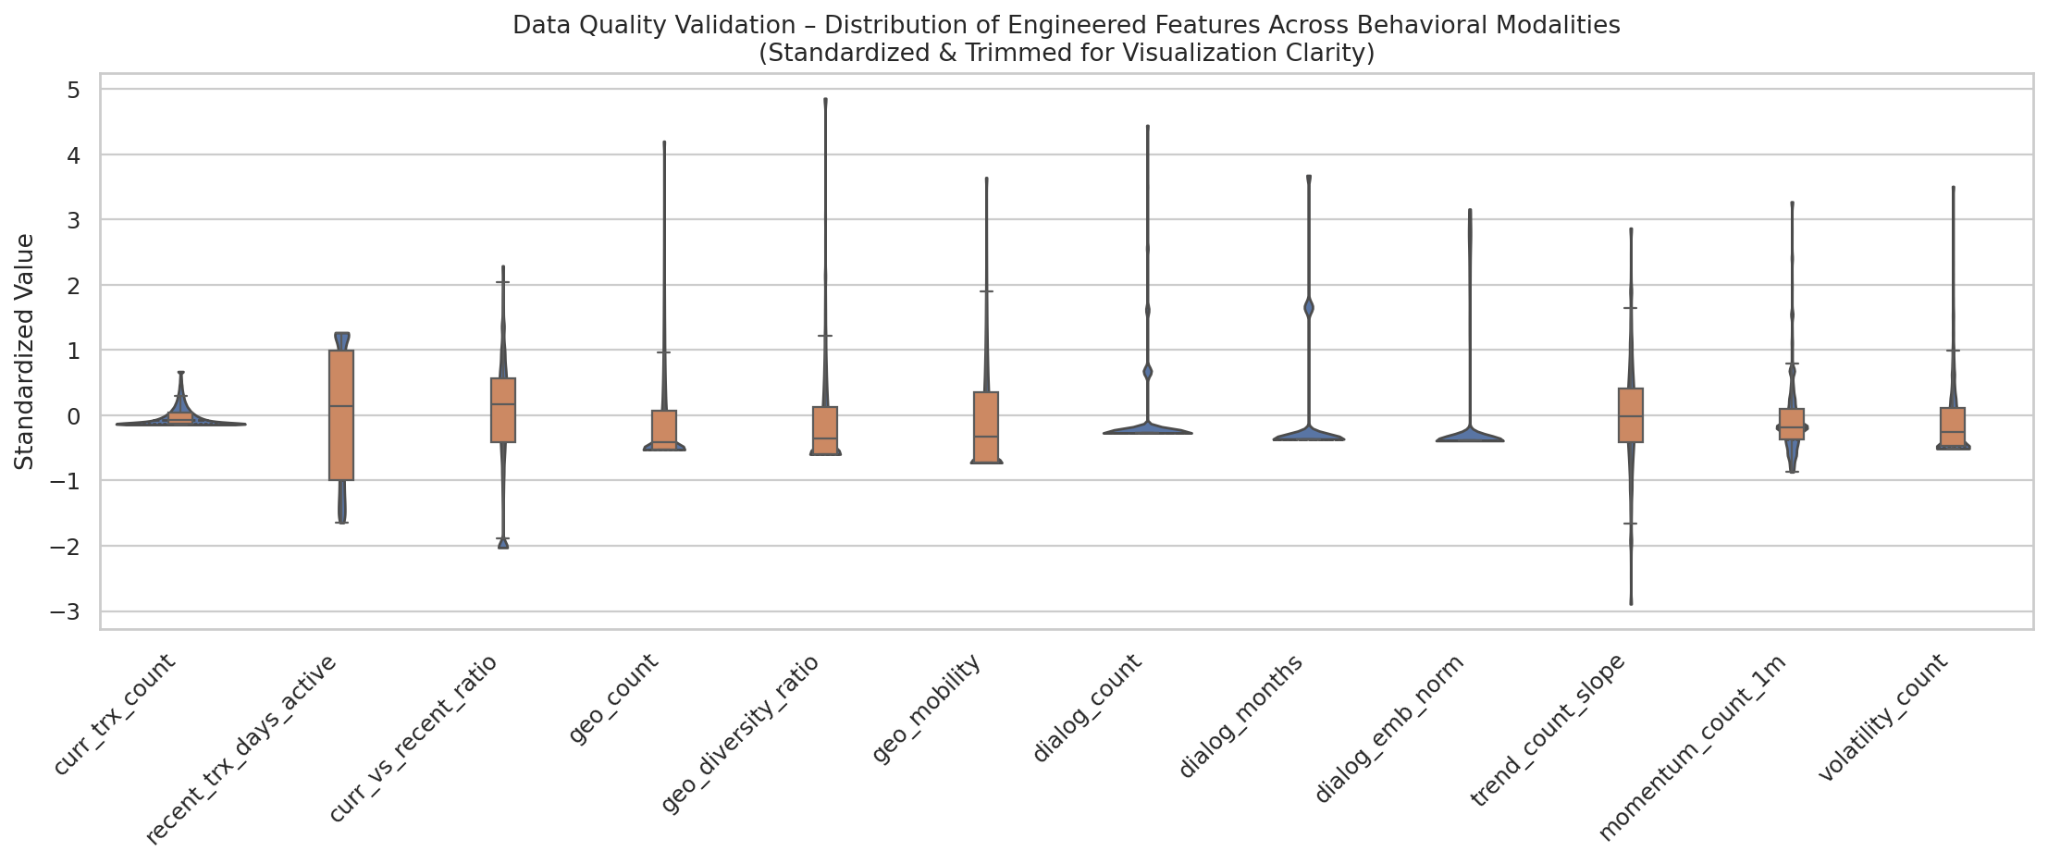 Data Quality Validation – Distribution of Engineered Features Across Behavioral Modalities
(Standardized & Trimmed for Visualization Clarity)
Standardized Value
5
4
3
2
1
0
−1
−2
−3
curr_trx_count
recent_trx_days_active
curr_vs_recent_ratio
geo_count
geo_diversity_ratio
geo_mobility
dialog_count
dialog_months
dialog_emb_norm
trend_count_slope
momentum_count_1m
volatility_count